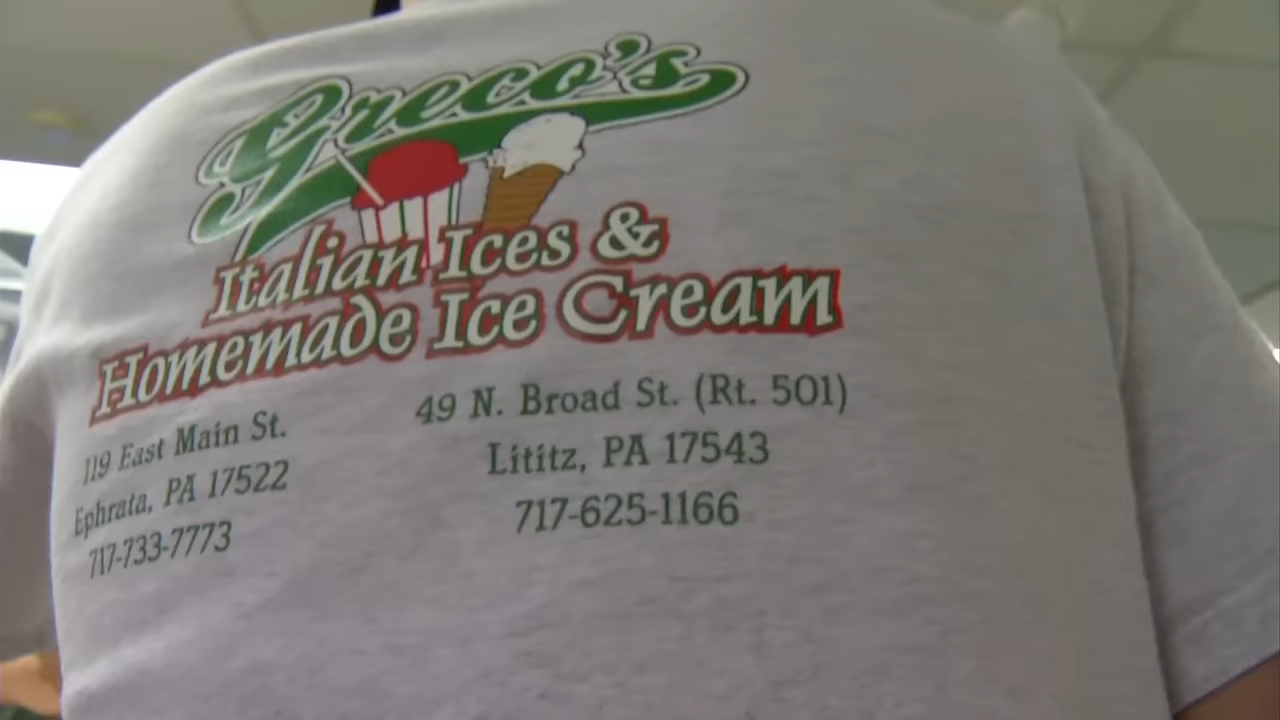 Greco's
Italian Ices &
Homemade Ice Cream
119 East Main St.
Ephrata, PA 17522
717-733-7773
49 N. Broad St. (Rt. 501)
Lititz, PA 17543
717-625-1166